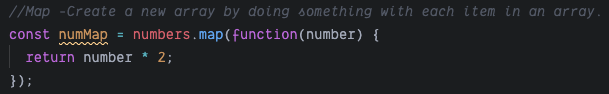 //Map -Create a new array by doing something with each item in an array.
const numMap = numbers.map(function(number) {
  return number * 2;
});